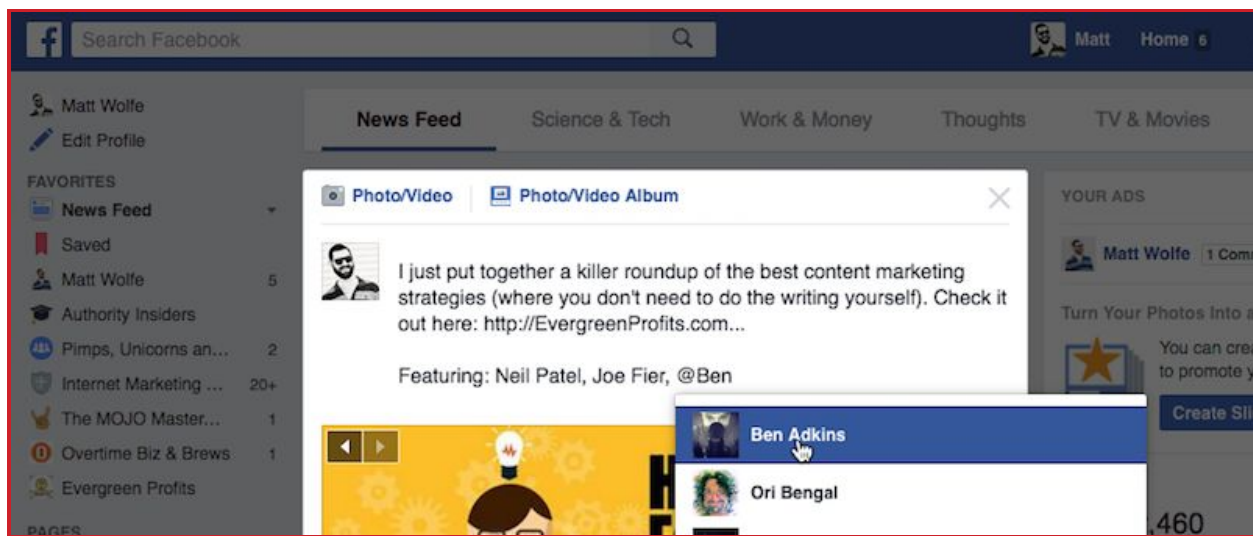 f
Search Facebook
Matt
Home 6
Matt Wolfe
Edit Profile
News Feed
Science & Tech
Work & Money
Thoughts
TV & Movies
FAVORITES
News Feed
Saved
Matt Wolfe 5
Authority Insiders
Pimps, Unicorns an... 2
Internet Marketing ... 20+
The MOJO Master... 1
Overtime Biz & Brews 1
Evergreen Profits
PAGES
Photo/Video
Photo/Video Album
I just put together a killer roundup of the best content marketing
strategies (where you don't need to do the writing yourself). Check it
out here: http://EvergreenProfits.com...
Featuring: Neil Patel, Joe Fier, @Ben
Ben Adkins
Ori Bengal
YOUR ADS
Matt Wolfe
Turn Your Photos Into a
You can
to promote
Create
,460